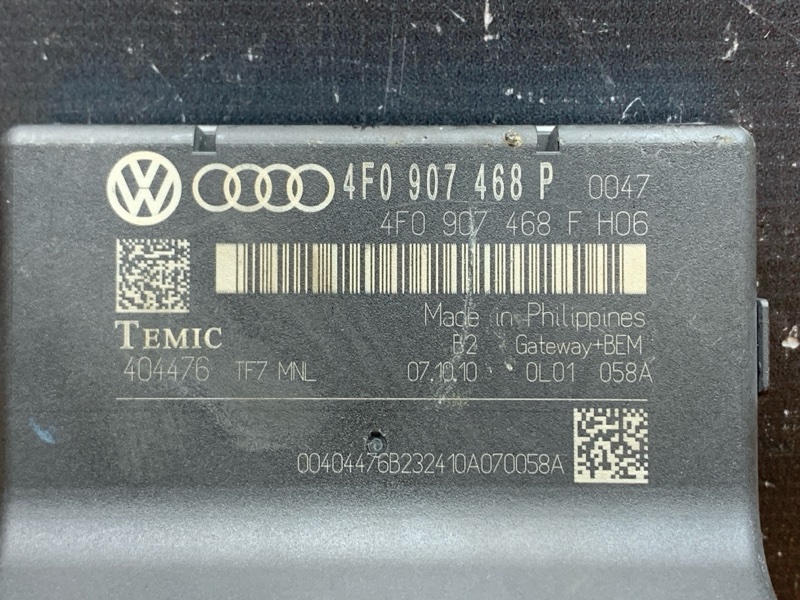 4F0 907 468 P 0047
4F0 907 468 F H06
TEMIC
Made in Philippines
B2 Gateway+BEM
404476 TF7 MNL 07.10.10 0L01 058A
00404476B232410A070058A